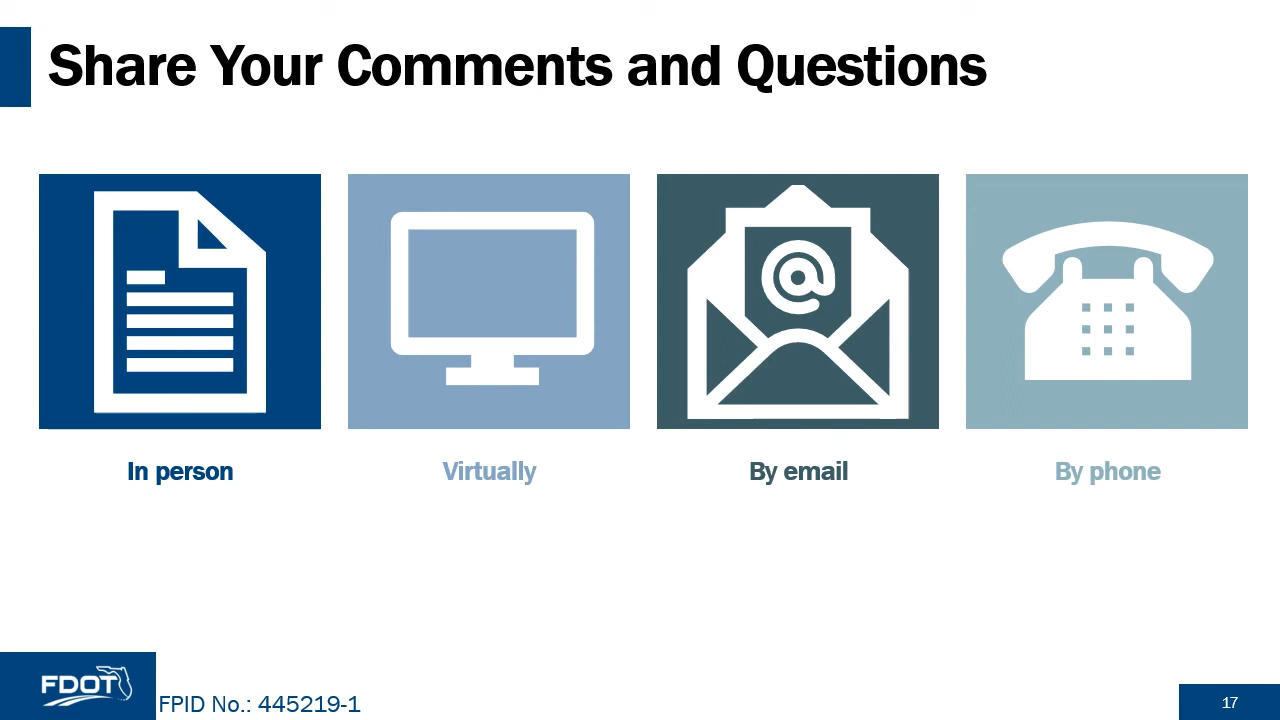 Share Your Comments and Questions
@
In person
Virtually
By email
By phone
FDOT
FPID No.: 445219-1
17